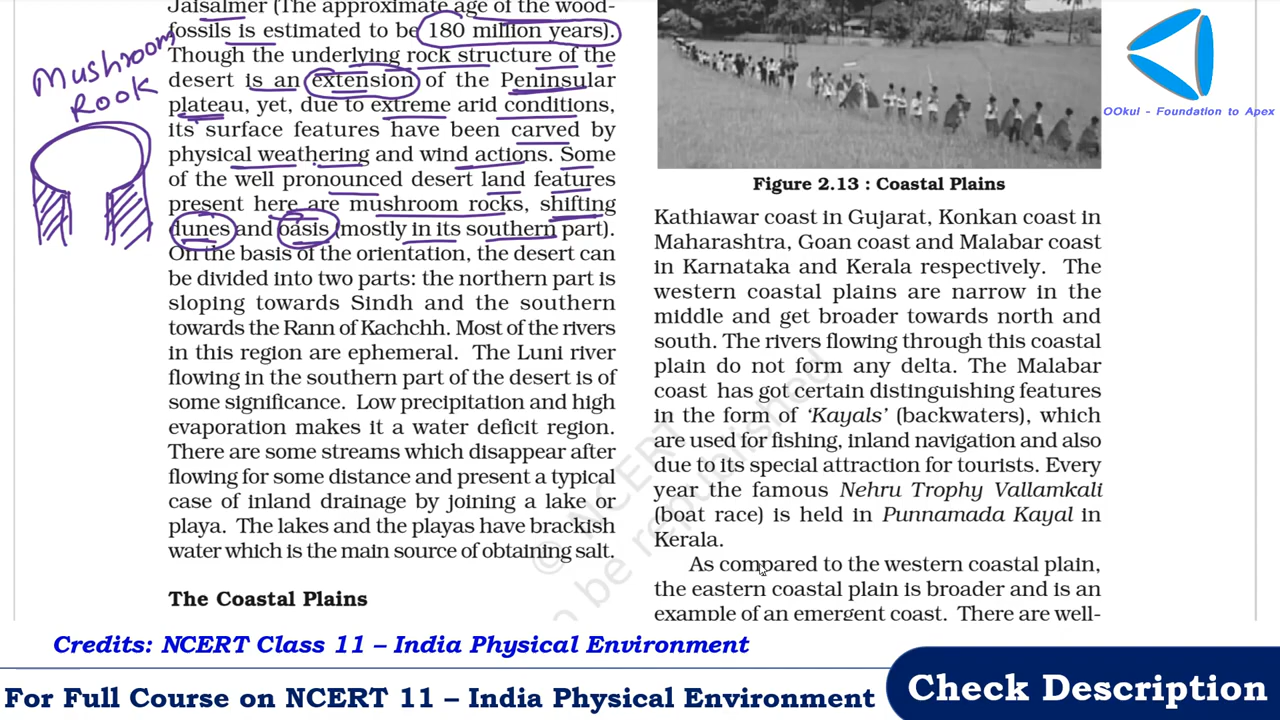 Jaisalmer (The approximate age of the wood-
fossils is estimated to be 180 million years).
Though the underlying rock structure of the
desert is an extension of the Peninsular
plateau, yet, due to extreme arid conditions,
its surface features have been carved by
physical weathering and wind actions. Some
of the well pronounced desert land features
present here are mushroom rocks, shifting
dunes and oasis (mostly in its southern part).
On the basis of the orientation, the desert can
be divided into two parts: the northern part is
sloping towards Sindh and the southern
towards the Rann of Kachchh. Most of the rivers
in this region are ephemeral. The Luni river
flowing in the southern part of the desert is of
some significance. Low precipitation and high
evaporation makes it a water deficit region.
There are some streams which disappear after
flowing for some distance and present a typical
case of inland drainage by joining a lake or
playa. The lakes and the playas have brackish
water which is the main source of obtaining salt.
The Coastal Plains
Mushroom
Rook
OOkul - Foundation to Apex
Figure 2.13 : Coastal Plains
Kathiawar coast in Gujarat, Konkan coast in
Maharashtra, Goan coast and Malabar coast
in Karnataka and Kerala respectively. The
western coastal plains are narrow in the
middle and get broader towards north and
south. The rivers flowing through this coastal
plain do not form any delta. The Malabar
coast has got certain distinguishing features
in the form of ‘Kayals’ (backwaters), which
are used for fishing, inland navigation and also
due to its special attraction for tourists. Every
year the famous Nehru Trophy Vallamkali
(boat race) is held in Punnamada Kayal in
Kerala.
As compared to the western coastal plain,
the eastern coastal plain is broader and is an
example of an emergent coast. There are well-
© NCERT
be republished
Credits: NCERT Class 11 – India Physical Environment
For Full Course on NCERT 11 – India Physical Environment
Check Description